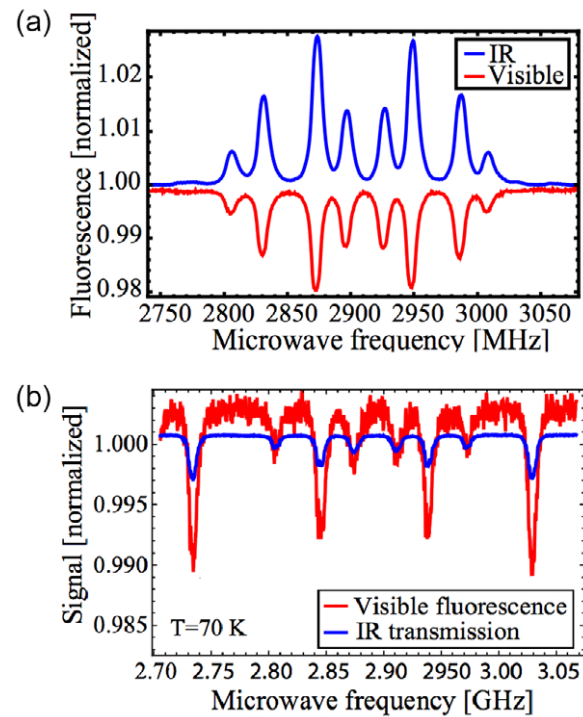 (a)
IR
Visible
Fluorescence [normalized]
1.02
1.01
1.00
0.99
0.98
2750 2800 2850 2900 2950 3000 3050
Microwave frequency [MHz]
(b)
Signal [normalized]
1.000
0.995
0.990
0.985
T=70 K
Visible fluorescence
IR transmission
2.70 2.75 2.80 2.85 2.90 2.95 3.00 3.05
Microwave frequency [GHz]